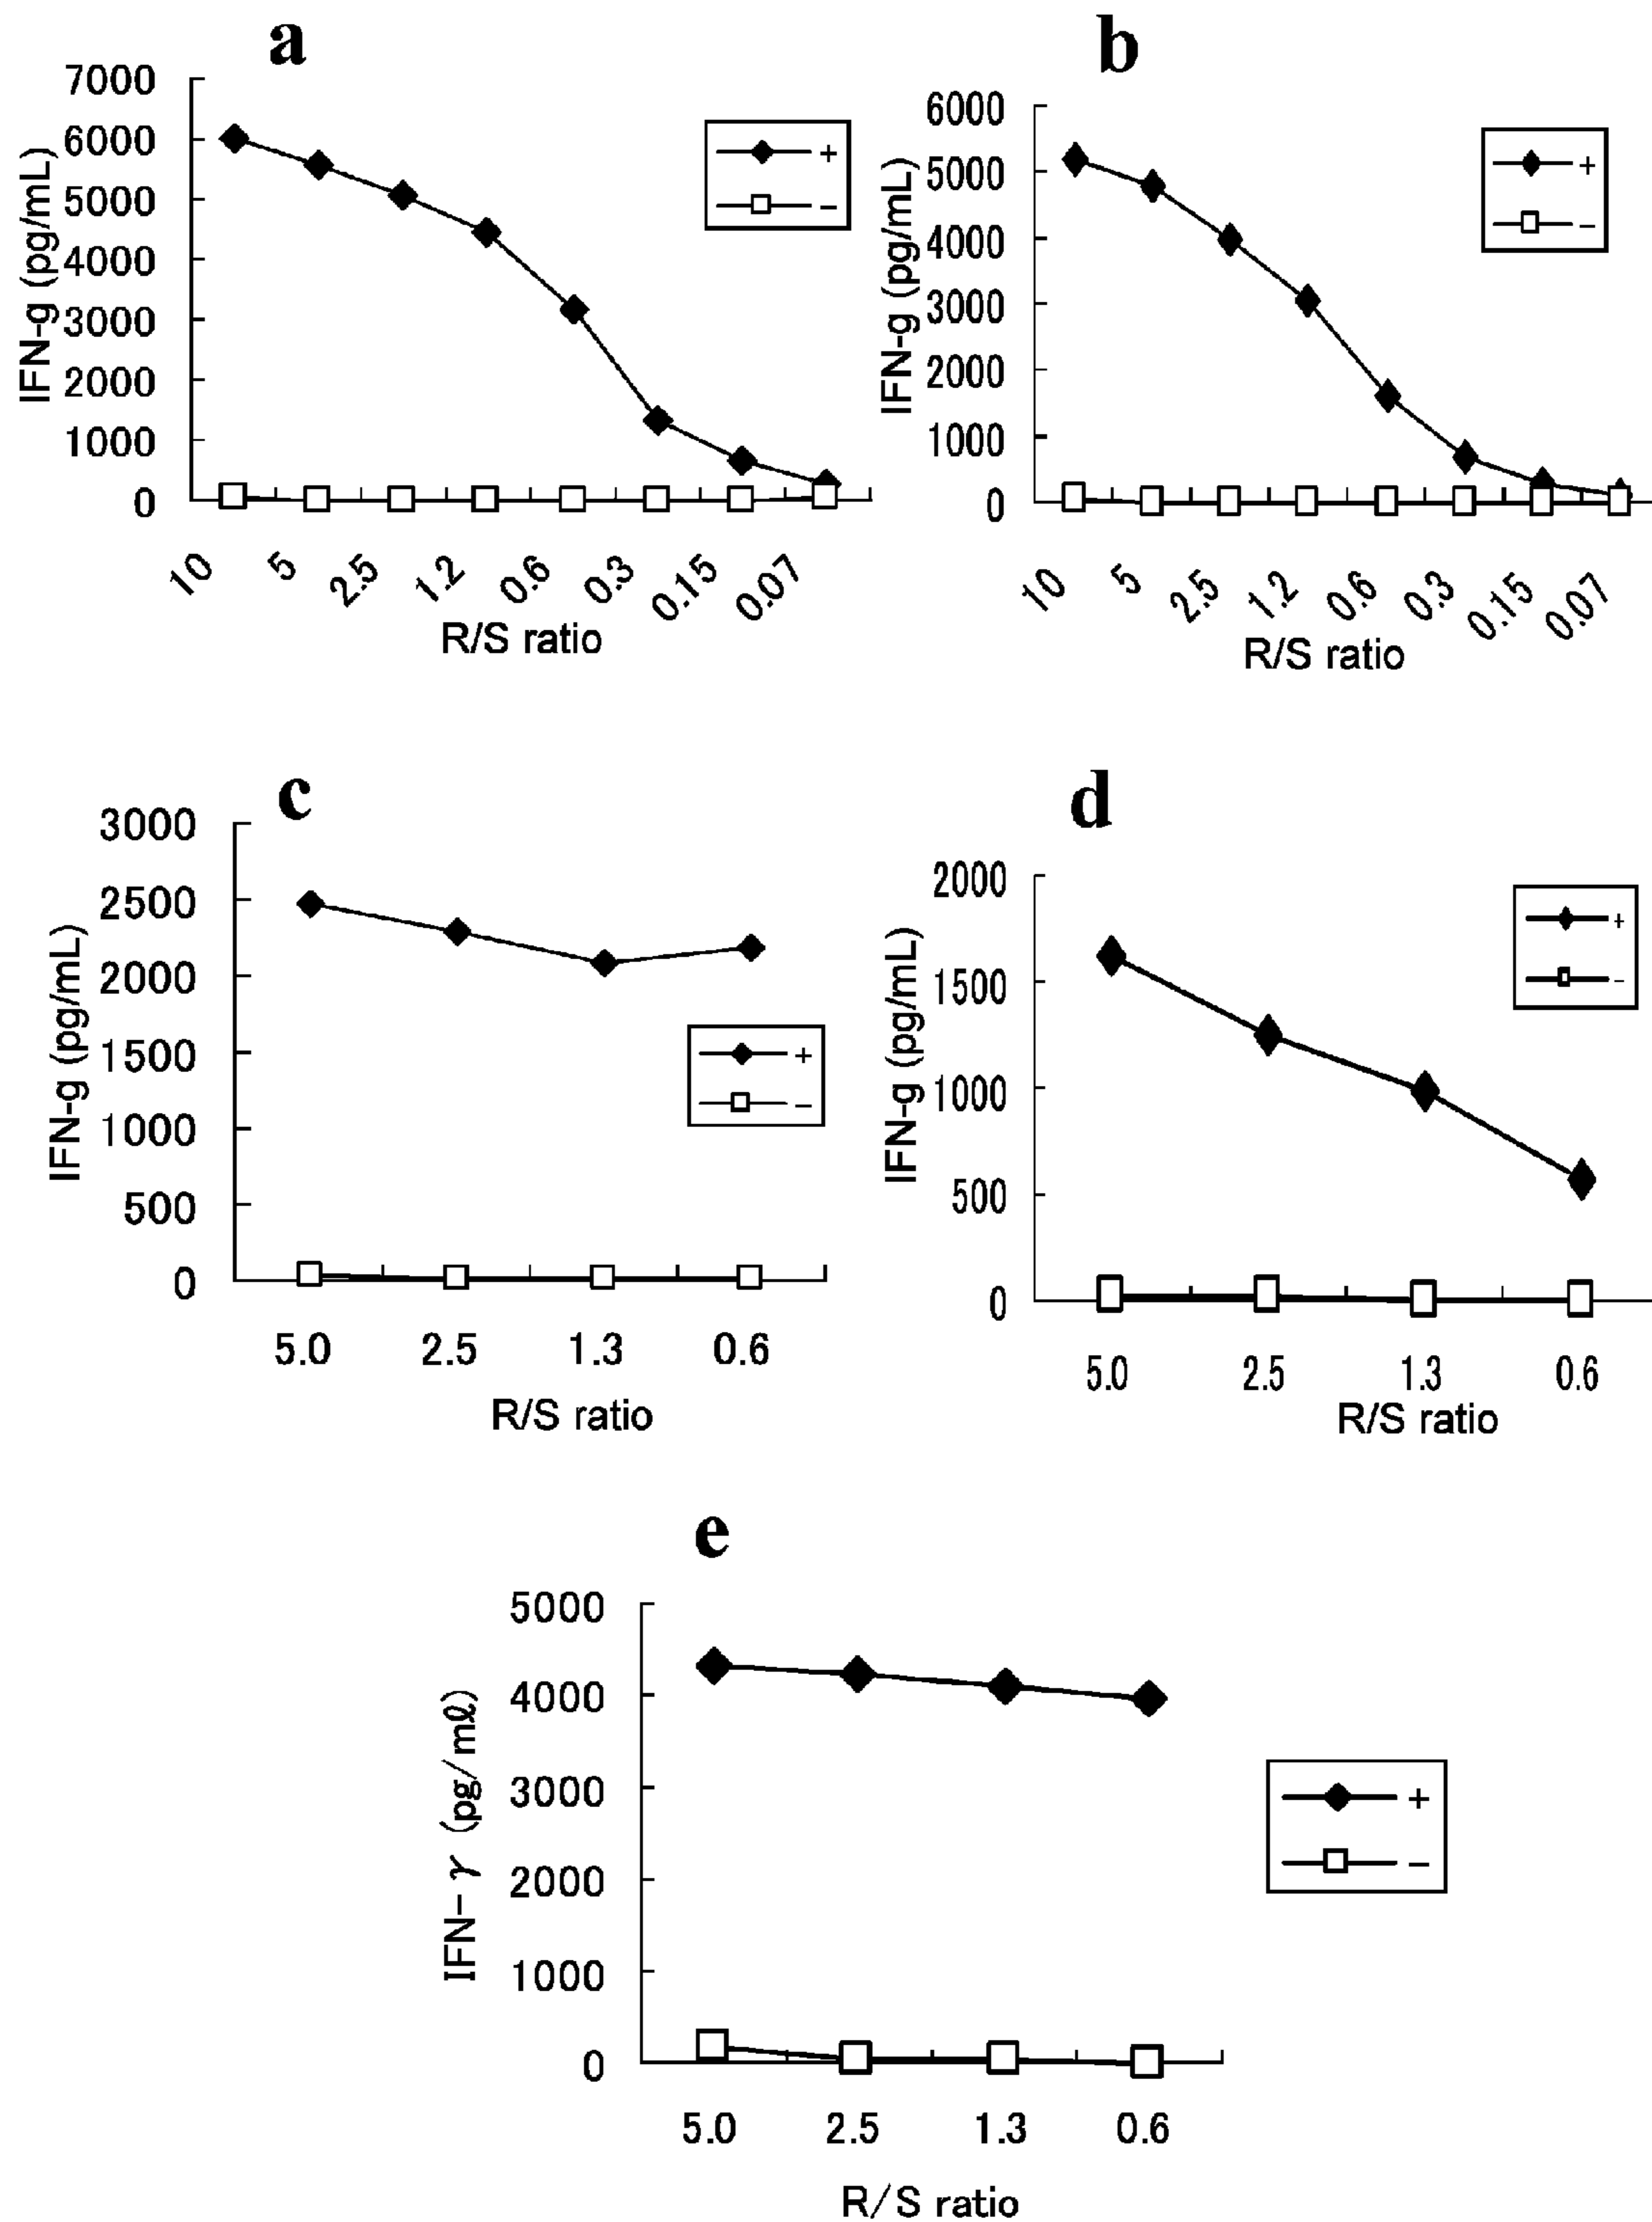 a
7000
6000
5000
4000
3000
2000
1000
0
IFN-g (pg/mL)
+
−
10 5 2.5 1.2 0.6 0.3 0.15 0.07
R/S ratio
b
6000
5000
4000
3000
2000
1000
0
IFN-g (pg/mL)
+
−
10 5 2.5 1.2 0.6 0.3 0.15 0.07
R/S ratio
c
3000
2500
2000
1500
1000
500
0
IFN-g (pg/mL)
+
−
5.0 2.5 1.3 0.6
R/S ratio
d
2000
1500
1000
500
0
IFN-g (pg/mL)
+
−
5.0 2.5 1.3 0.6
R/S ratio
e
5000
4000
3000
2000
1000
0
IFN-γ (pg/mℓ)
+
−
5.0 2.5 1.3 0.6
R/S ratio